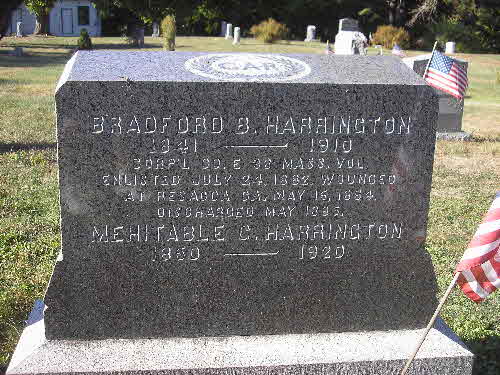 BRADFORD B. HARRINGTON
1841 — 1910
CORP'L CO. E. 33 MASS. VOL.
ENLISTED JULY 24, 1862. WOUNDED
AT RESACCA GA. MAY 15, 1864.
DISCHARGED MAY 1865.
MEHITABLE C. HARRINGTON
1850 — 1920